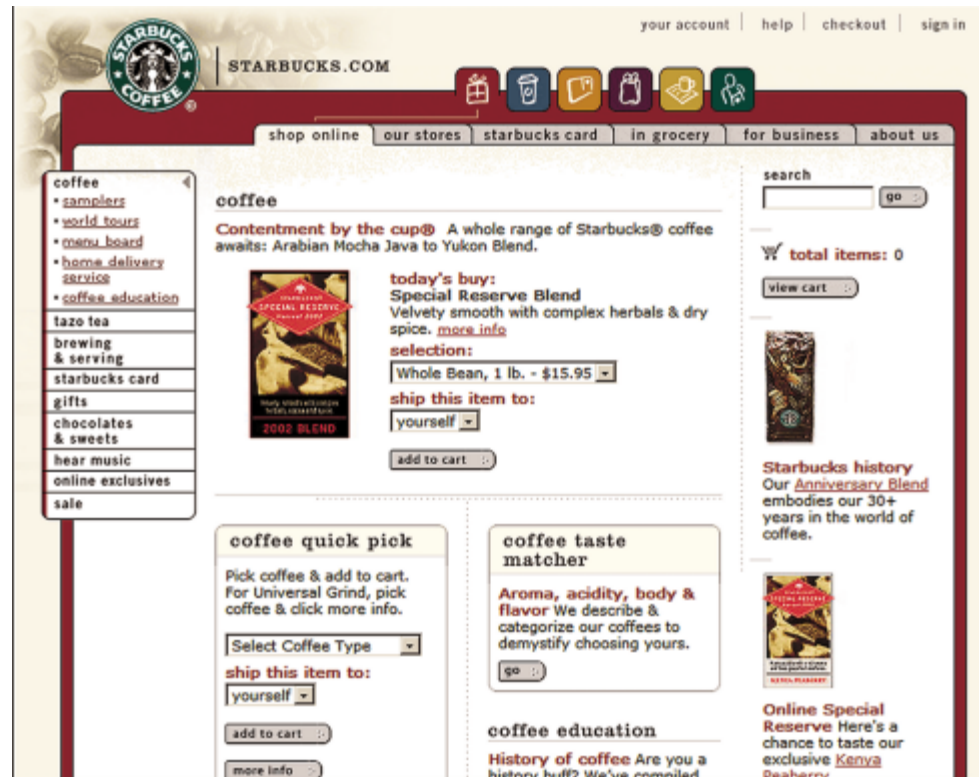 your account
help
checkout
sign in
STARBUCKS
COFFEE
STARBUCKS.COM
shop online
our stores
starbucks card
in grocery
for business
about us
coffee
samplers
world tours
menu board
home delivery
service
coffee education
tazo tea
brewing
& serving
starbucks card
gifts
chocolates
& sweets
hear music
online exclusives
sale
coffee
Contentment by the cup® A whole range of Starbucks® coffee
awaits: Arabian Mocha Java to Yukon Blend.
SPECIAL RESERVE
2002 BLEND
today's buy:
Special Reserve Blend
Velvety smooth with complex herbals & dry
spice. more info
selection:
Whole Bean, 1 lb. - $15.95
ship this item to:
yourself
add to cart
coffee quick pick
Pick coffee & add to cart.
For Universal Grind, pick
coffee & click more info.
Select Coffee Type
ship this item to:
yourself
add to cart
more info
coffee taste
matcher
Aroma, acidity, body &
flavor We describe &
categorize our coffees to
demystify choosing yours.
go
coffee education
History of coffee Are you a
history buff? We've compiled
search
go
total items: 0
view cart
Starbucks history
Our Anniversary Blend
embodies our 30+
years in the world of
coffee.
SPECIAL RESERVE
KENYA PEABERRY
Online Special
Reserve Here's a
chance to taste our
exclusive Kenya
Peaberry